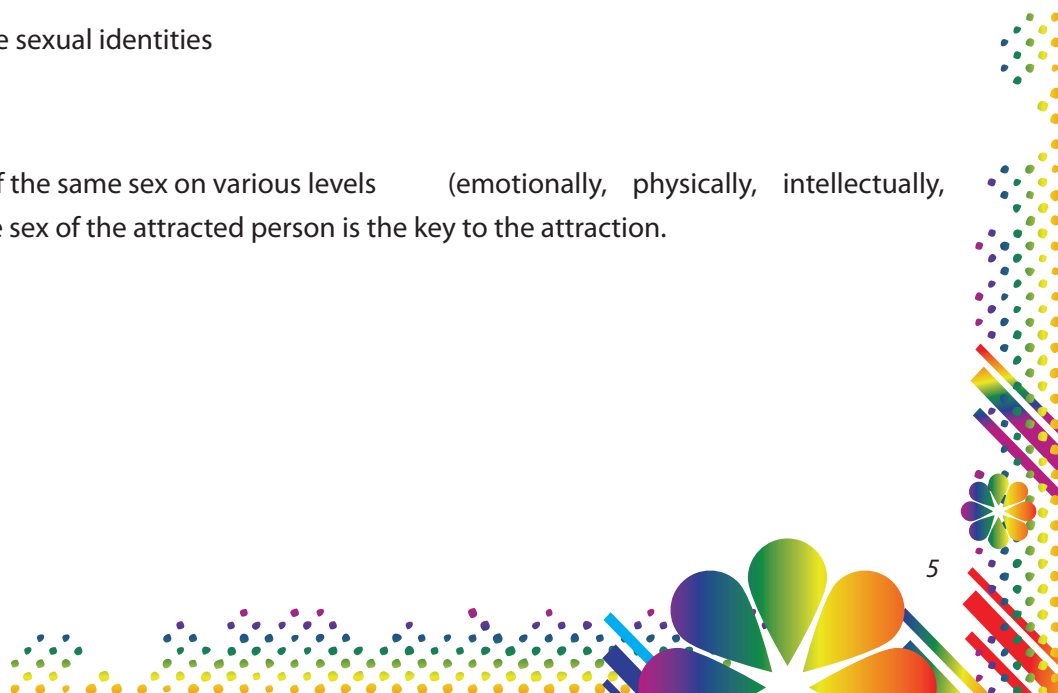 sexual identities
the same sex on various levels (emotionally, physically, intellectually,
sex of the attracted person is the key to the attraction.
5